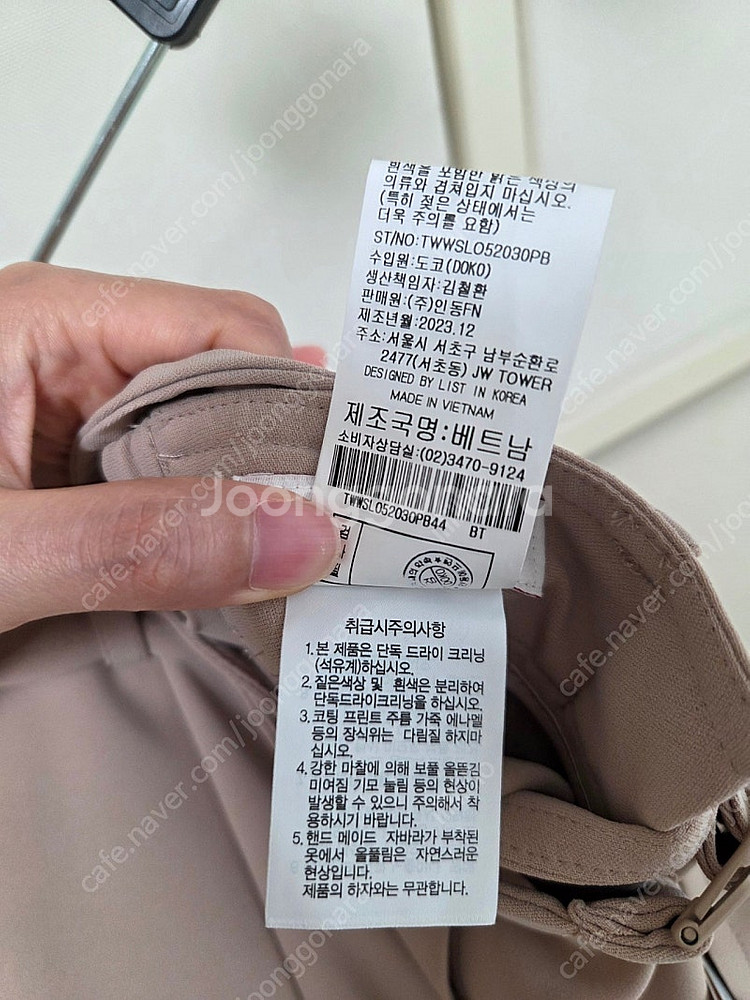 흰색을 포함한 밝은 색상의
의류와 겹쳐입지 마십시오.
(특히 젖은 상태에서는
더욱 주의를 요함)
ST/NO:TWWSLO52030PB
수입원:도코(DOKO)
생산책임자:김철환
판매원:(주)인동FN
제조년월:2023.12
주소:서울시 서초구 남부순환로
2477(서초동) JW TOWER
DESIGNED BY LIST IN KOREA
MADE IN VIETNAM
제조국명:베트남
소비자상담실:(02)3470-9124
TWWSLO52030PB44 BT
Joonggonara
취급시주의사항
1.본 제품은 단독 드라이 크리닝
(석유계)하십시오.
2.짙은색상 및 흰색은 분리하여
단독드라이크리닝을 하십시오.
3.코팅 프린트 주름 가죽 에나멜
등의 장식위는 다림질 하지마
십시오.
4.강한 마찰에 의해 보풀 올뜯김
미여짐 기모 눌림 등의 현상이
발생할 수 있으니 주의해서 착
용하시기 바랍니다.
5.핸드 메이드 자바라가 부착된
옷에서 올풀림은 자연스러운
현상입니다.
제품의 하자와는 무관합니다.
cafe.naver.com/joonggonara